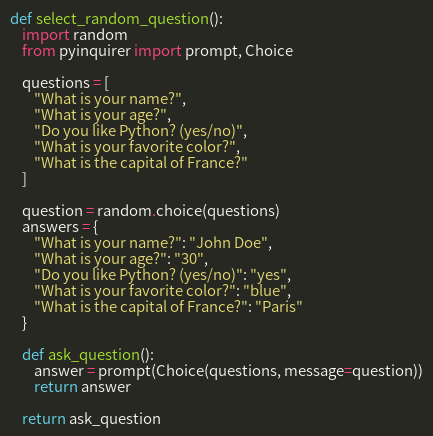 def select_random_question():
    import random
    from pyinquirer import prompt, Choice

    questions = [
        "What is your name?",
        "What is your age?",
        "Do you like Python? (yes/no)",
        "What is your favorite color?",
        "What is the capital of France?"
    ]

    question = random.choice(questions)
    answers = {
        "What is your name?": "John Doe",
        "What is your age?": "30",
        "Do you like Python? (yes/no)": "yes",
        "What is your favorite color?": "blue",
        "What is the capital of France?": "Paris"
    }

    def ask_question():
        answer = prompt(Choice(questions, message=question))
        return answer

    return ask_question